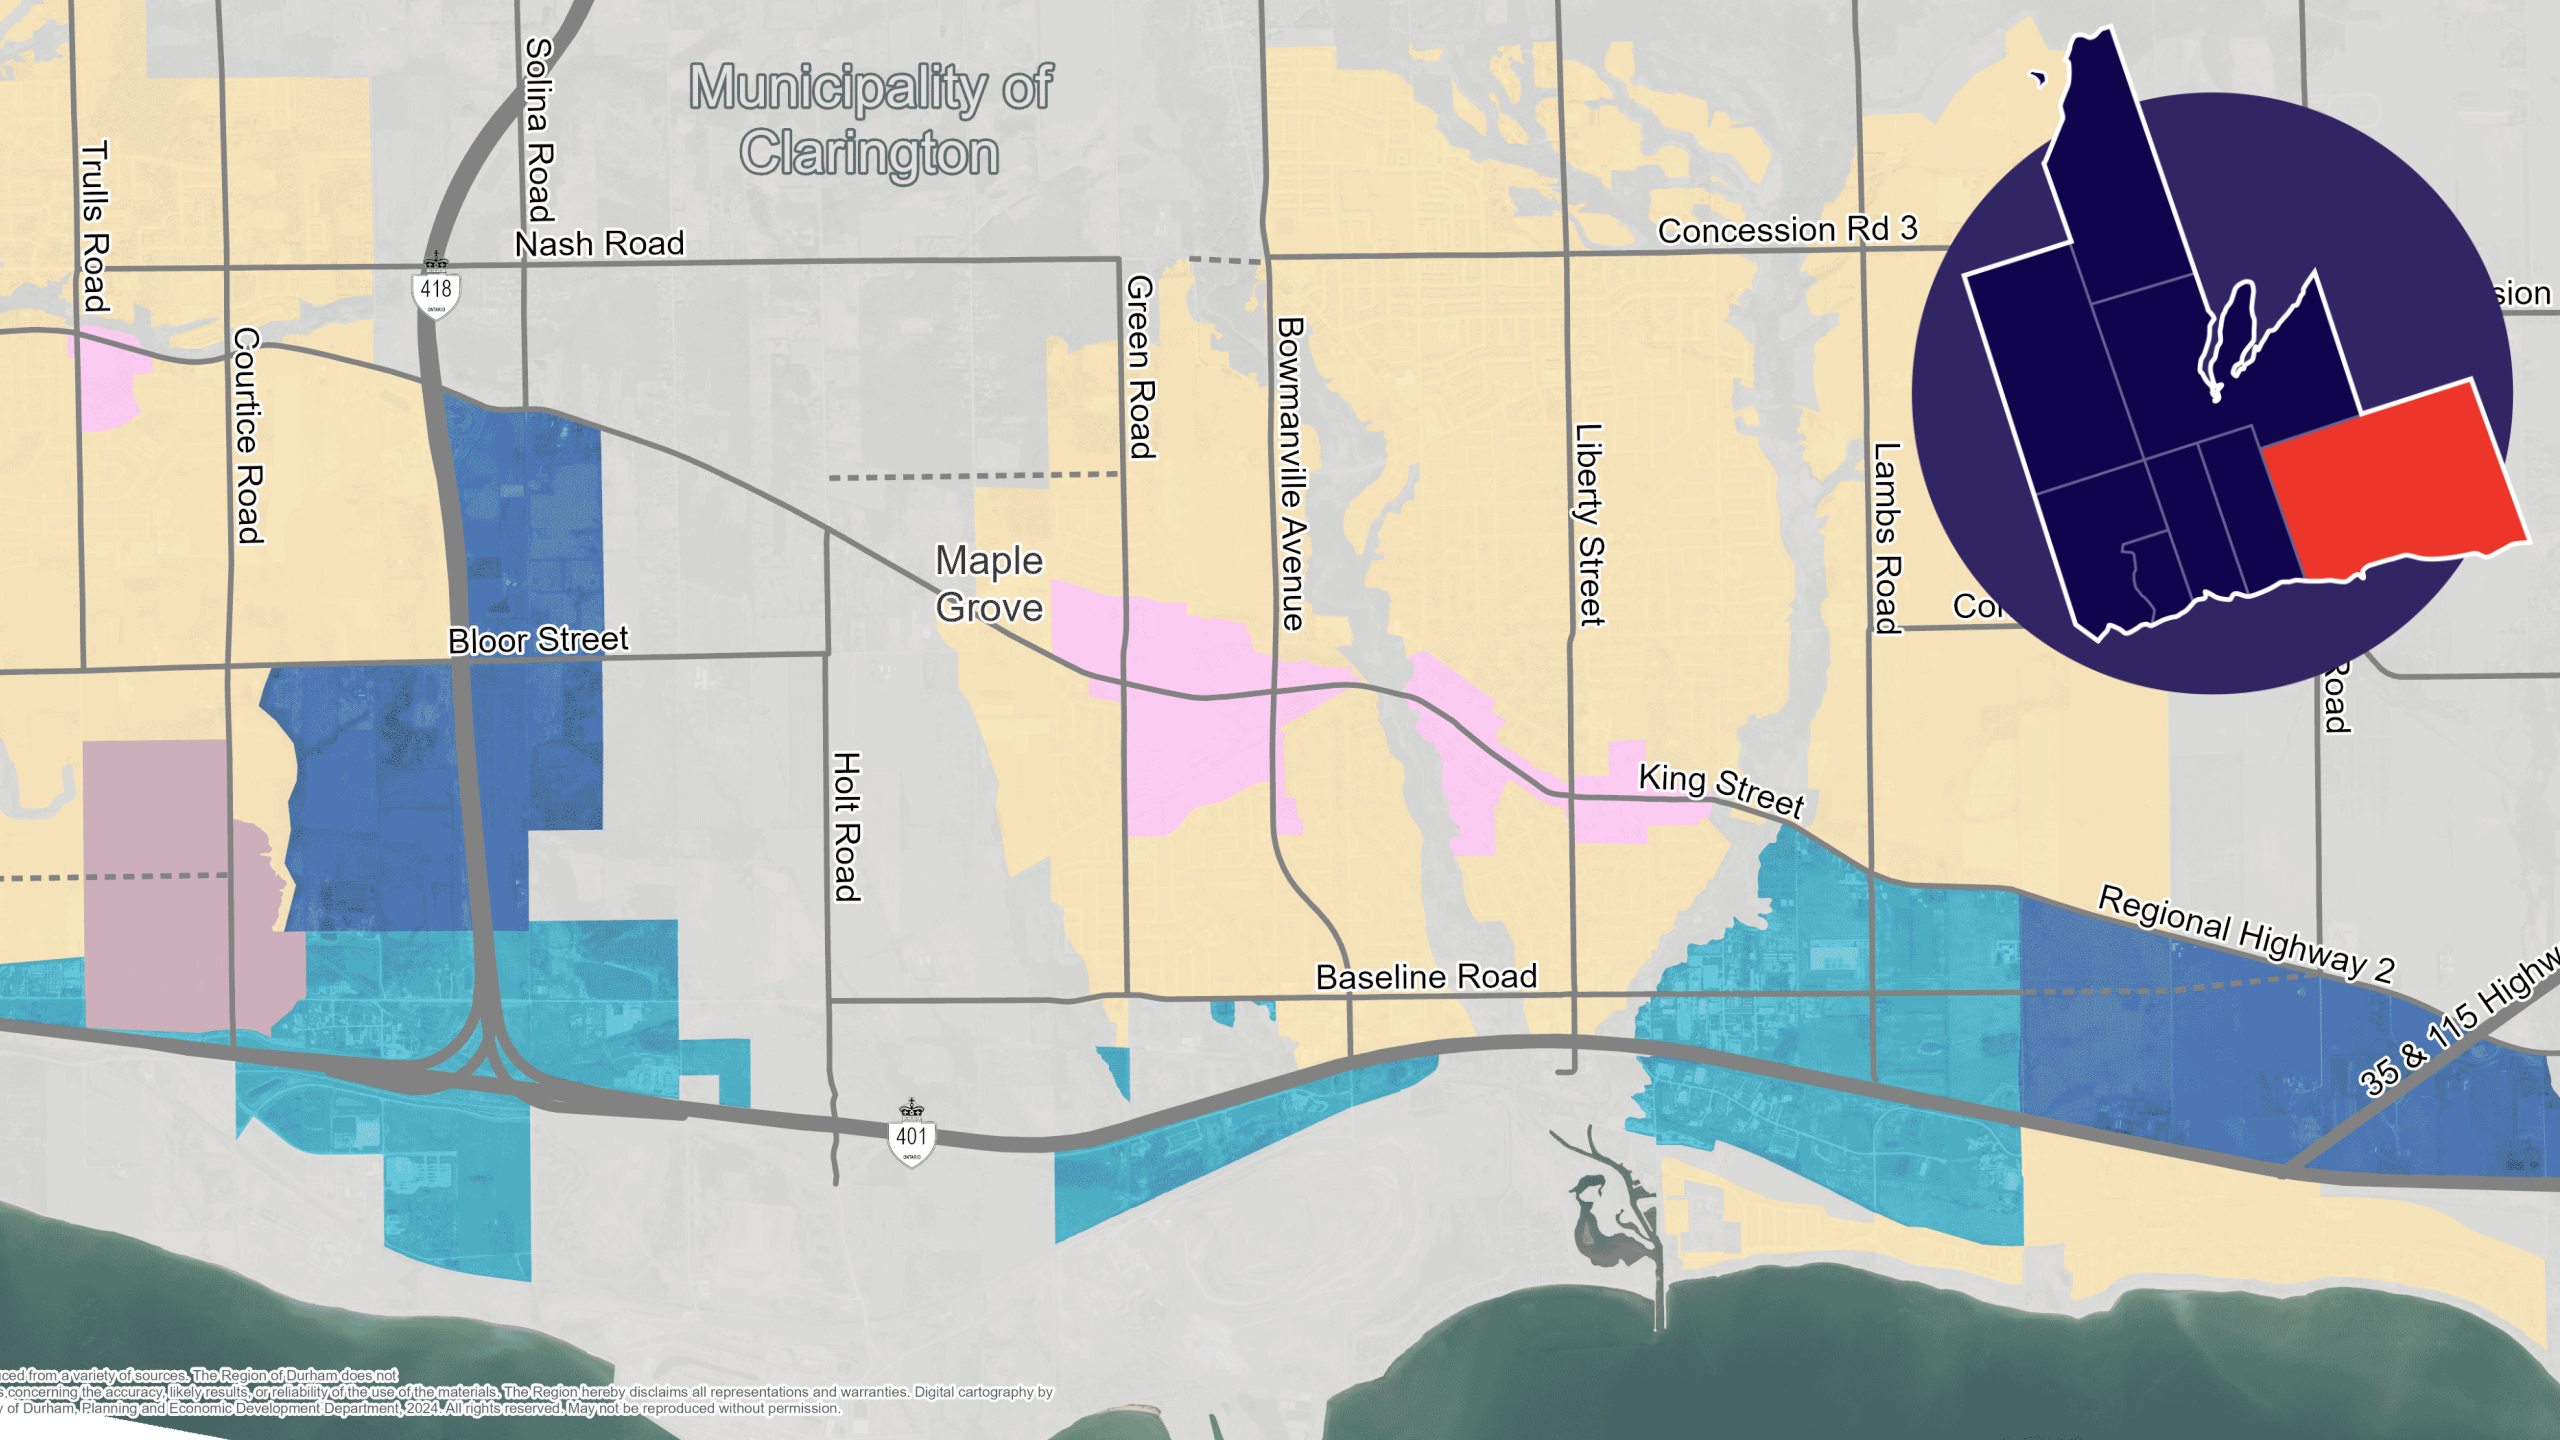 Municipality of
Clarington
Solina Road
Trulls Road
Concession Rd 3
Nash Road
418
ONTARIO
Green Road
sion
Courtice Road
Bowmanville Avenue
Liberty Street
Lambs Road
Maple
Grove
Con
Bloor Street
Road
Holt Road
King Street
Regional Highway 2
Baseline Road
35 & 115 Highw
401
ONTARIO
uced from a variety of sources. The Region of Durham does not
s concerning the accuracy, likely results, or reliability of the use of the materials. The Region hereby disclaims all representations and warranties. Digital cartography by
y of Durham, Planning and Economic Development Department, 2024. All rights reserved. May not be reproduced without permission.